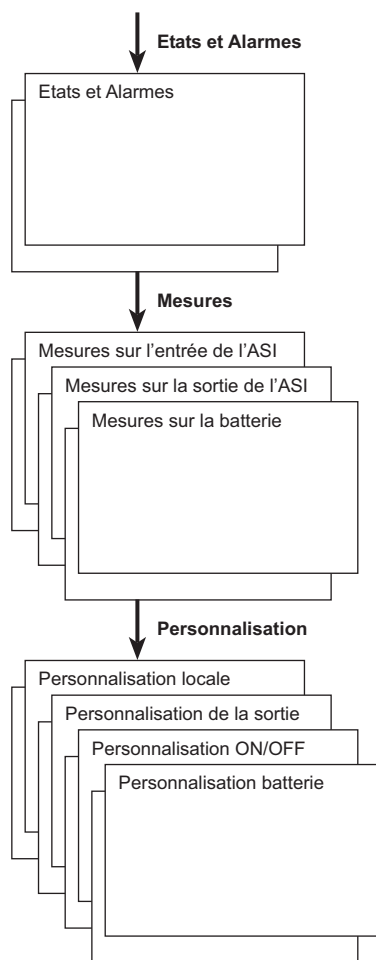 Etats et Alarmes
Etats et Alarmes
Mesures
Mesures sur l'entrée de l'ASI
Mesures sur la sortie de l'ASI
Mesures sur la batterie
Personnalisation
Personnalisation locale
Personnalisation de la sortie
Personnalisation ON/OFF
Personnalisation batterie